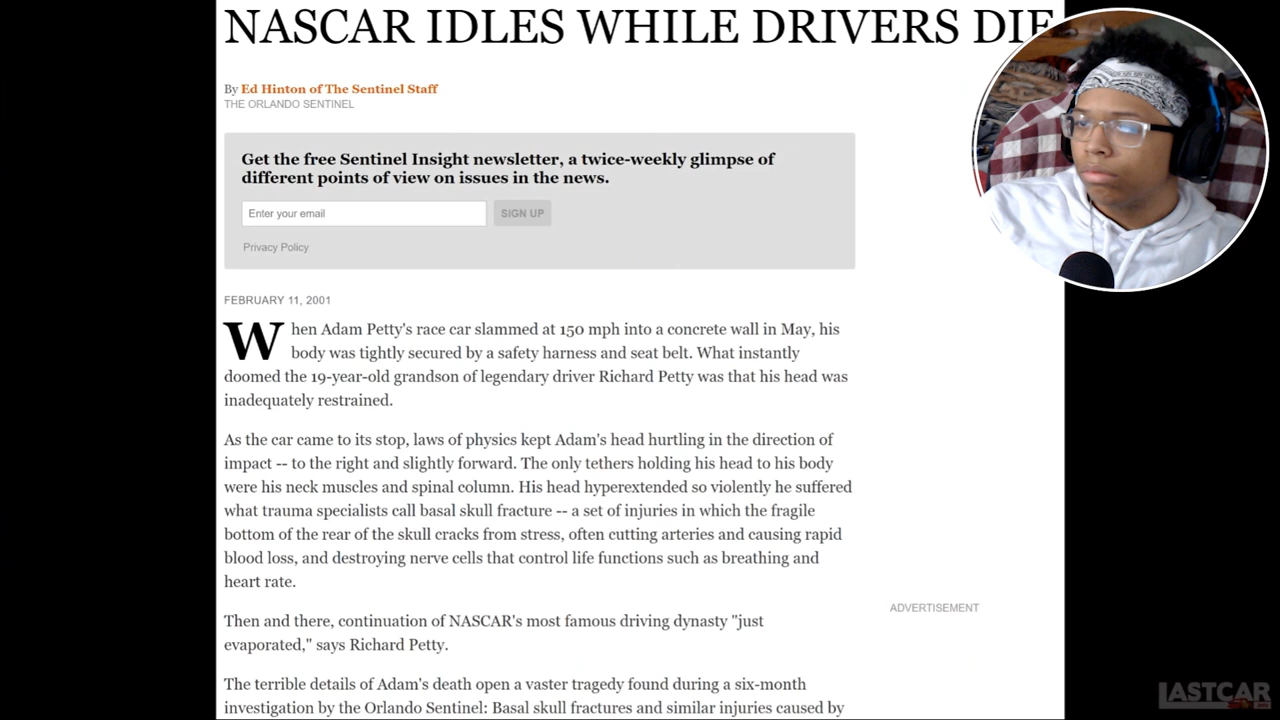 NASCAR IDLES WHILE DRIVERS DIE
By Ed Hinton of The Sentinel Staff
THE ORLANDO SENTINEL
Get the free Sentinel Insight newsletter, a twice-weekly glimpse of
different points of view on issues in the news.
Enter your email
SIGN UP
Privacy Policy
FEBRUARY 11, 2001
When Adam Petty's race car slammed at 150 mph into a concrete wall in May, his
body was tightly secured by a safety harness and seat belt. What instantly
doomed the 19-year-old grandson of legendary driver Richard Petty was that his head was
inadequately restrained.
As the car came to its stop, laws of physics kept Adam's head hurtling in the direction of
impact -- to the right and slightly forward. The only tethers holding his head to his body
were his neck muscles and spinal column. His head hyperextended so violently he suffered
what trauma specialists call basal skull fracture -- a set of injuries in which the fragile
bottom of the rear of the skull cracks from stress, often cutting arteries and causing rapid
blood loss, and destroying nerve cells that control life functions such as breathing and
heart rate.
ADVERTISEMENT
Then and there, continuation of NASCAR's most famous driving dynasty "just
evaporated," says Richard Petty.
The terrible details of Adam's death open a vaster tragedy found during a six-month
investigation by the Orlando Sentinel: Basal skull fractures and similar injuries caused by
LASTCAR